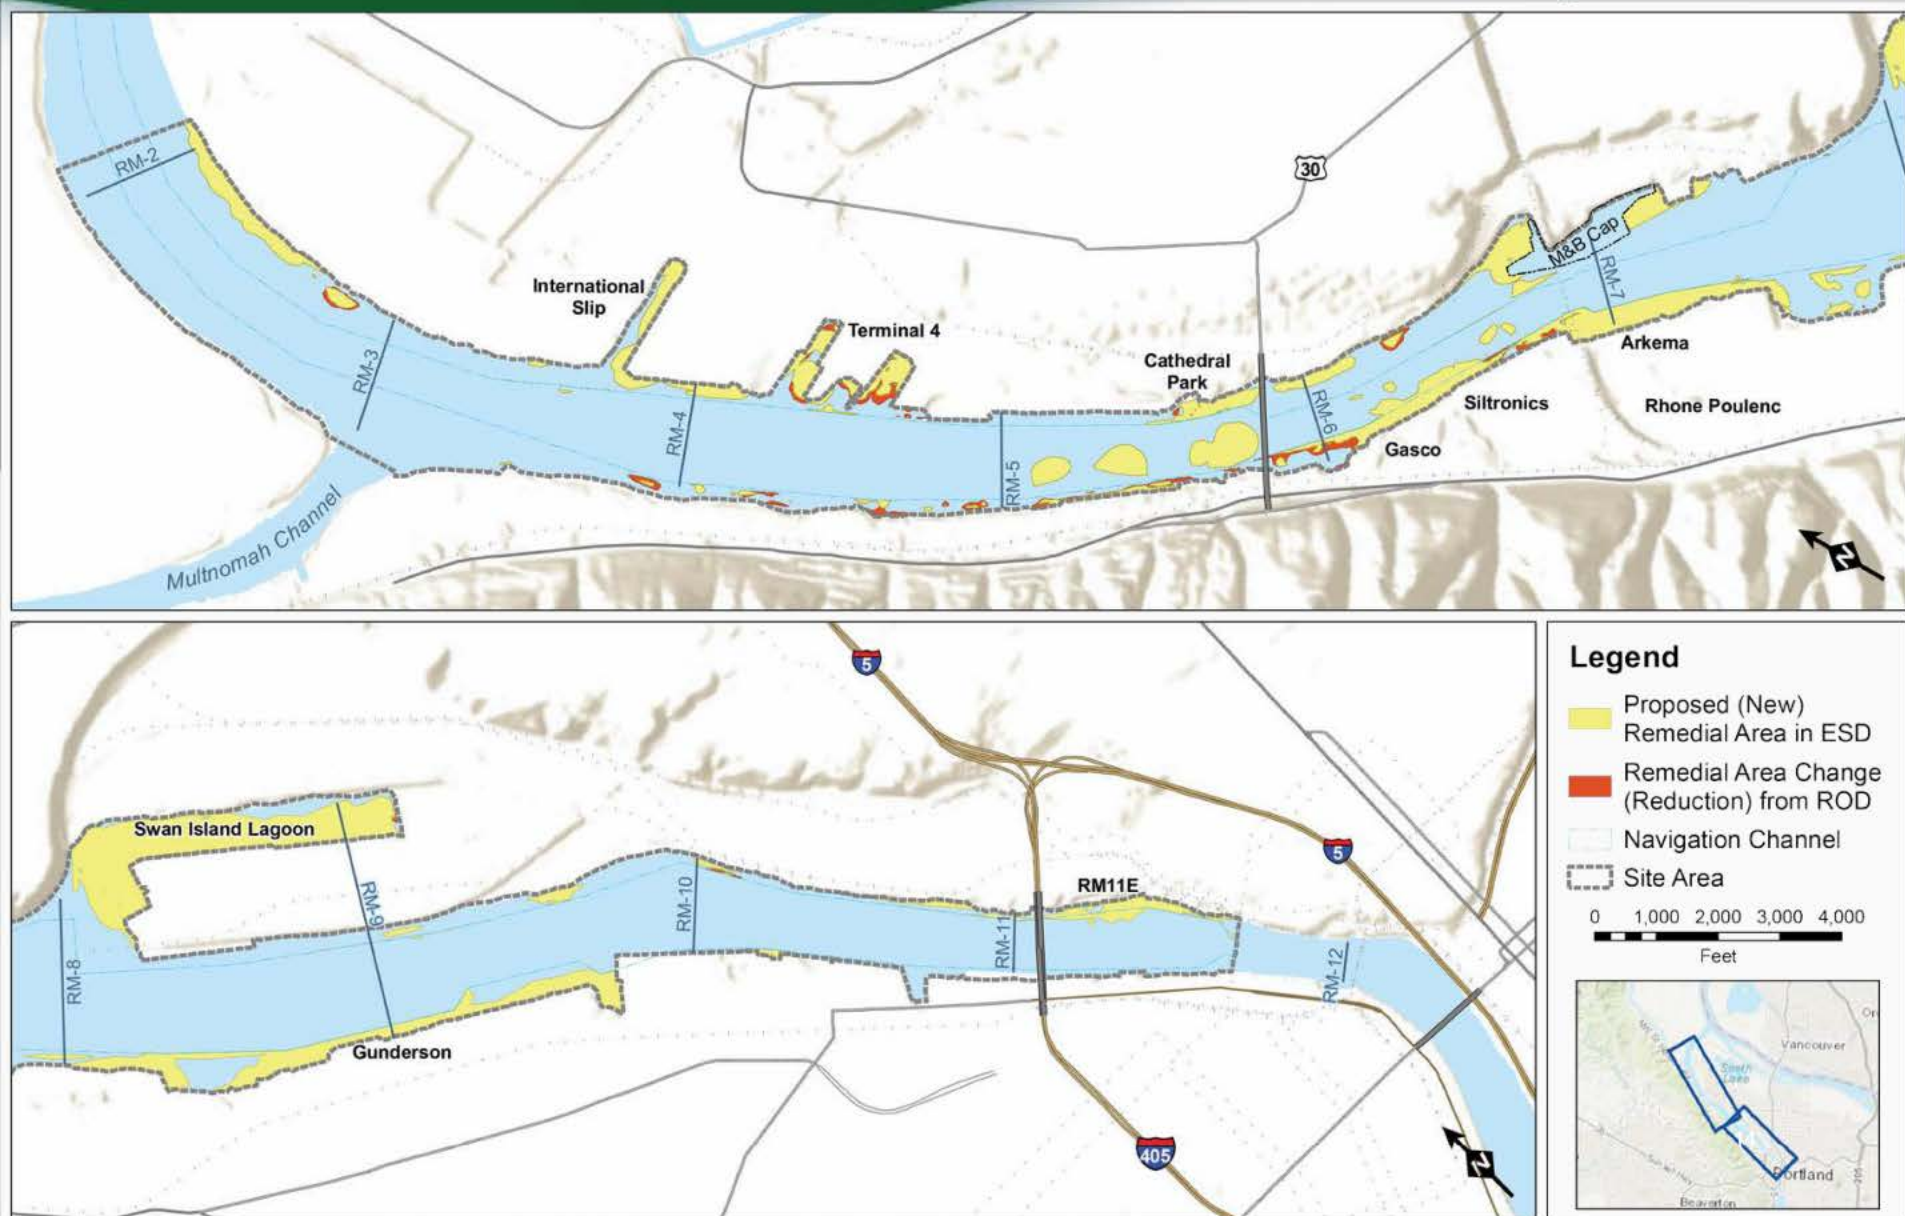 RM-2
30
M&B Cap
RM-7
International
Slip
Terminal 4
RM-3
Cathedral
Park
Arkema
RM-4
RM-6
Siltronics
Rhone Poulenc
Gasco
RM-5
Multnomah Channel
N
5
Swan Island Lagoon
5
RM-10
RM11E
RM-9
RM-11
RM-8
RM-12
Gunderson
405
N
Legend
Proposed (New)
Remedial Area in ESD
Remedial Area Change
(Reduction) from ROD
Navigation Channel
Site Area
0 1,000 2,000 3,000 4,000
Feet
Vancouver
Smith
Lake
Portland
205
Beaverton